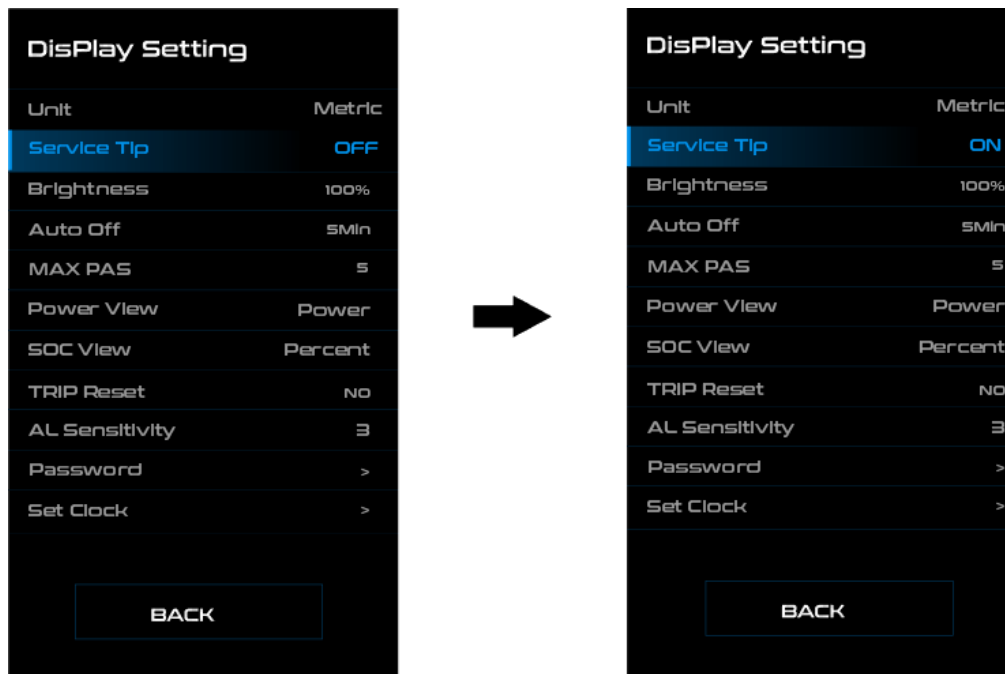 DisPlay Setting
Unit Metric
Service Tip OFF
Brightness 100%
Auto Off 5Min
MAX PAS 5
Power View Power
SOC View Percent
TRIP Reset NO
AL Sensitivity 3
Password >
Set Clock >
BACK
DisPlay Setting
Unit Metric
Service Tip ON
Brightness 100%
Auto Off 5Min
MAX PAS 5
Power View Power
SOC View Percent
TRIP Reset NO
AL Sensitivity 3
Password >
Set Clock >
BACK